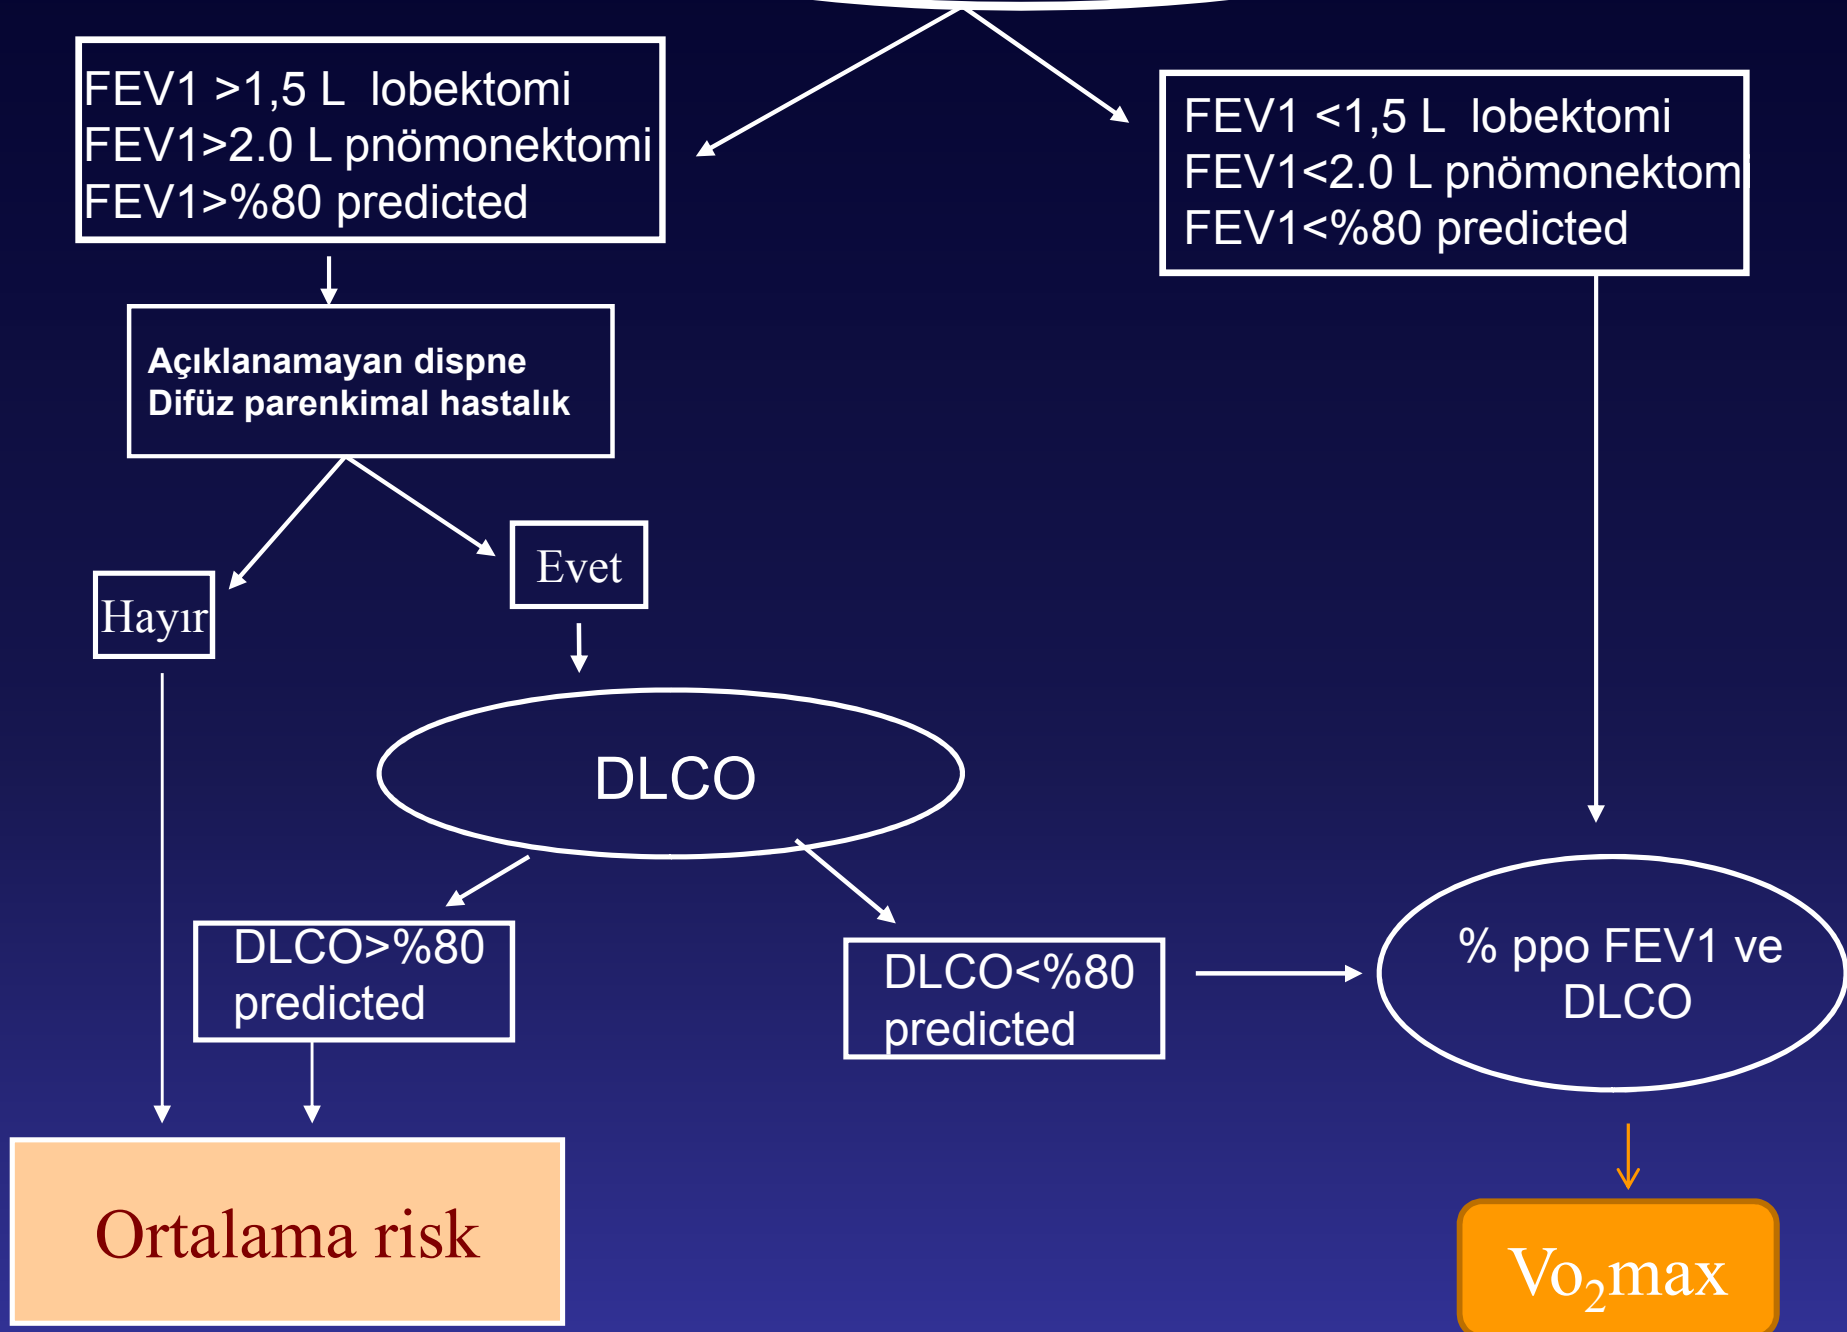 FEV1 >1,5 L  lobektomi
FEV1>2.0 L pnömonektomi
FEV1>%80 predicted
FEV1 <1,5 L  lobektomi
FEV1<2.0 L pnömonektomi
FEV1<%80 predicted
Açıklanamayan dispne
Difüz parenkimal hastalık
Evet
Hayır
DLCO
DLCO>%80
predicted
DLCO<%80
predicted
% ppo FEV1 ve
DLCO
Ortalama risk
Vo₂max